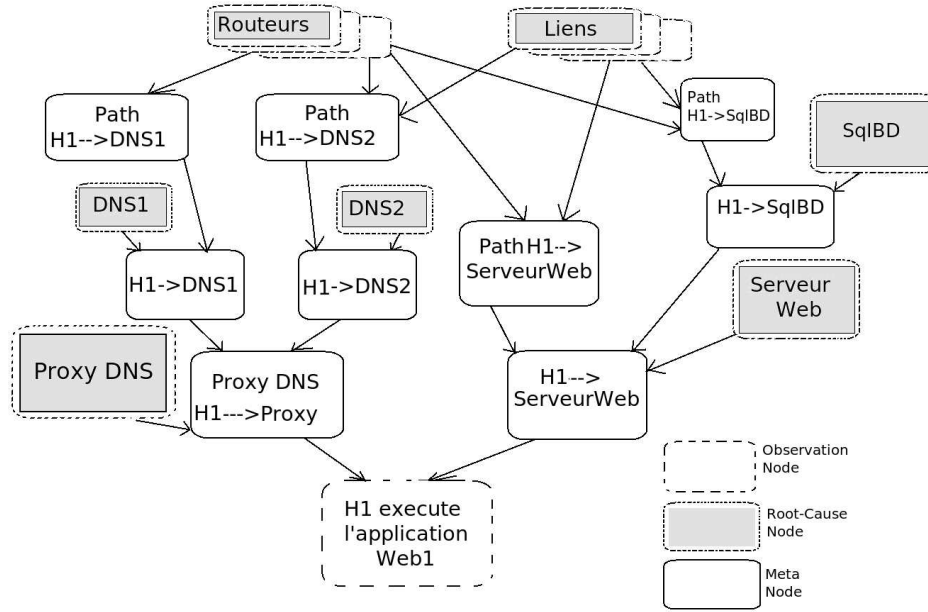 Routeurs
Liens
Path
H1-->DNS1
Path
H1-->DNS2
Path
H1->SqlBD
SqlBD
DNS1
DNS2
H1->SqlBD
Path H1-->
ServeurWeb
H1->DNS1
H1->DNS2
Serveur
Web
Proxy DNS
Proxy DNS
H1--->Proxy
H1-->
ServeurWeb
H1 execute
l'application
Web1
Observation
Node
Root-Cause
Node
Meta
Node